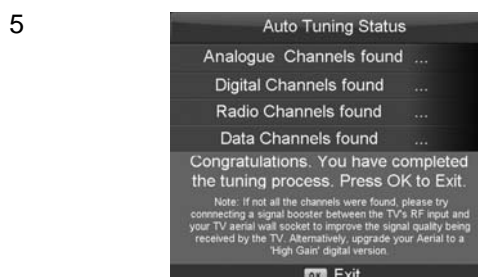 5
Auto Tuning Status
Analogue Channels found ...
Digital Channels found ...
Radio Channels found ...
Data Channels found ...
Congratulations. You have completed
the tuning process. Press OK to Exit.
Note: If not all the channels were found, please try
connnecting a signal booster between the TV's RF input and
your TV aerial wall socket to improve the signal quality being
received by the TV. Alternatively, upgrade your Aerial to a
'High Gain' digital version.
OK Exit